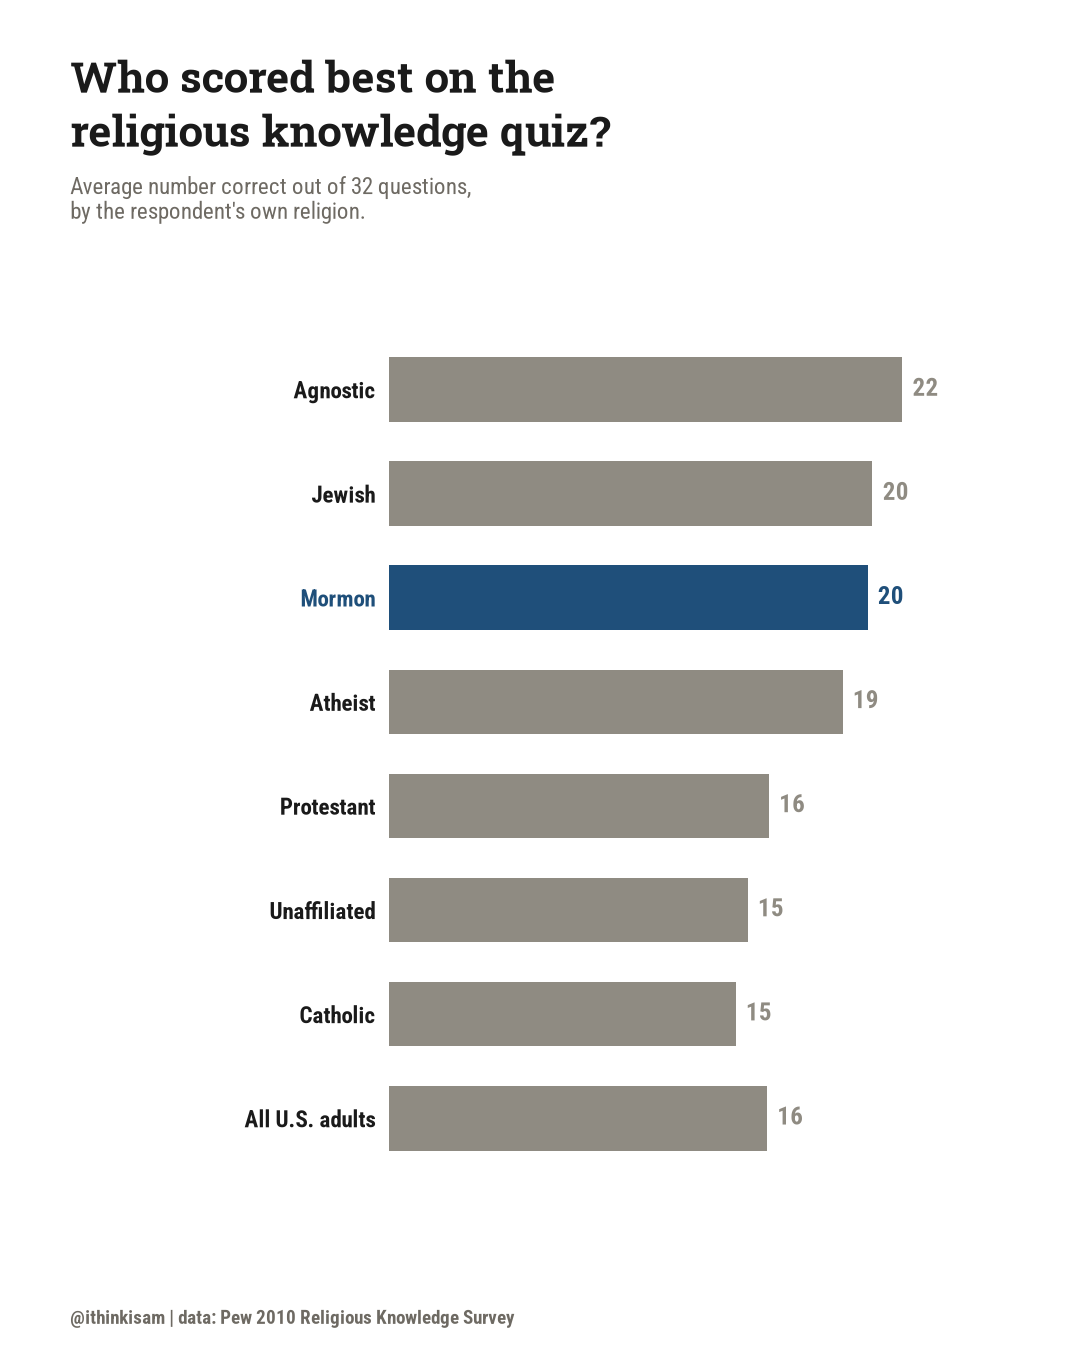 Who scored best on the
religious knowledge quiz?
Average number correct out of 32 questions,
by the respondent's own religion.
Agnostic 22
Jewish 20
Mormon 20
Atheist 19
Protestant 16
Unaffiliated 15
Catholic 15
All U.S. adults 16
@ithinkisam | data: Pew 2010 Religious Knowledge Survey